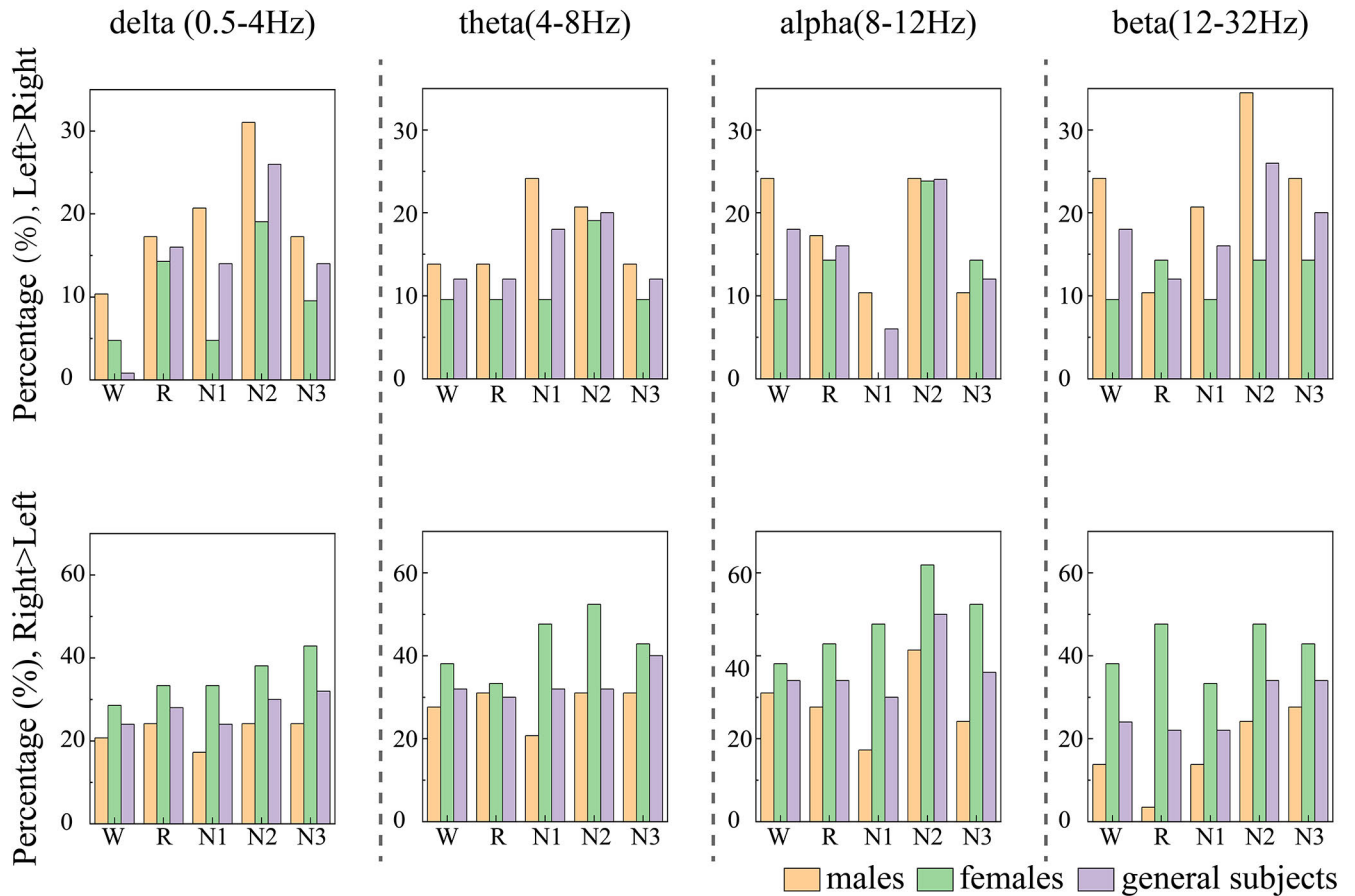 delta (0.5-4Hz) theta(4-8Hz) alpha(8-12Hz) beta(12-32Hz)
Percentage (%), Left>Right
30
20
10
0
W R N1 N2 N3
30
20
10
0
W R N1 N2 N3
30
20
10
0
W R N1 N2 N3
30
20
10
0
W R N1 N2 N3
Percentage (%), Right>Left
60
40
20
0
W R N1 N2 N3
60
40
20
0
W R N1 N2 N3
60
40
20
0
W R N1 N2 N3
60
40
20
0
W R N1 N2 N3
males females general subjects